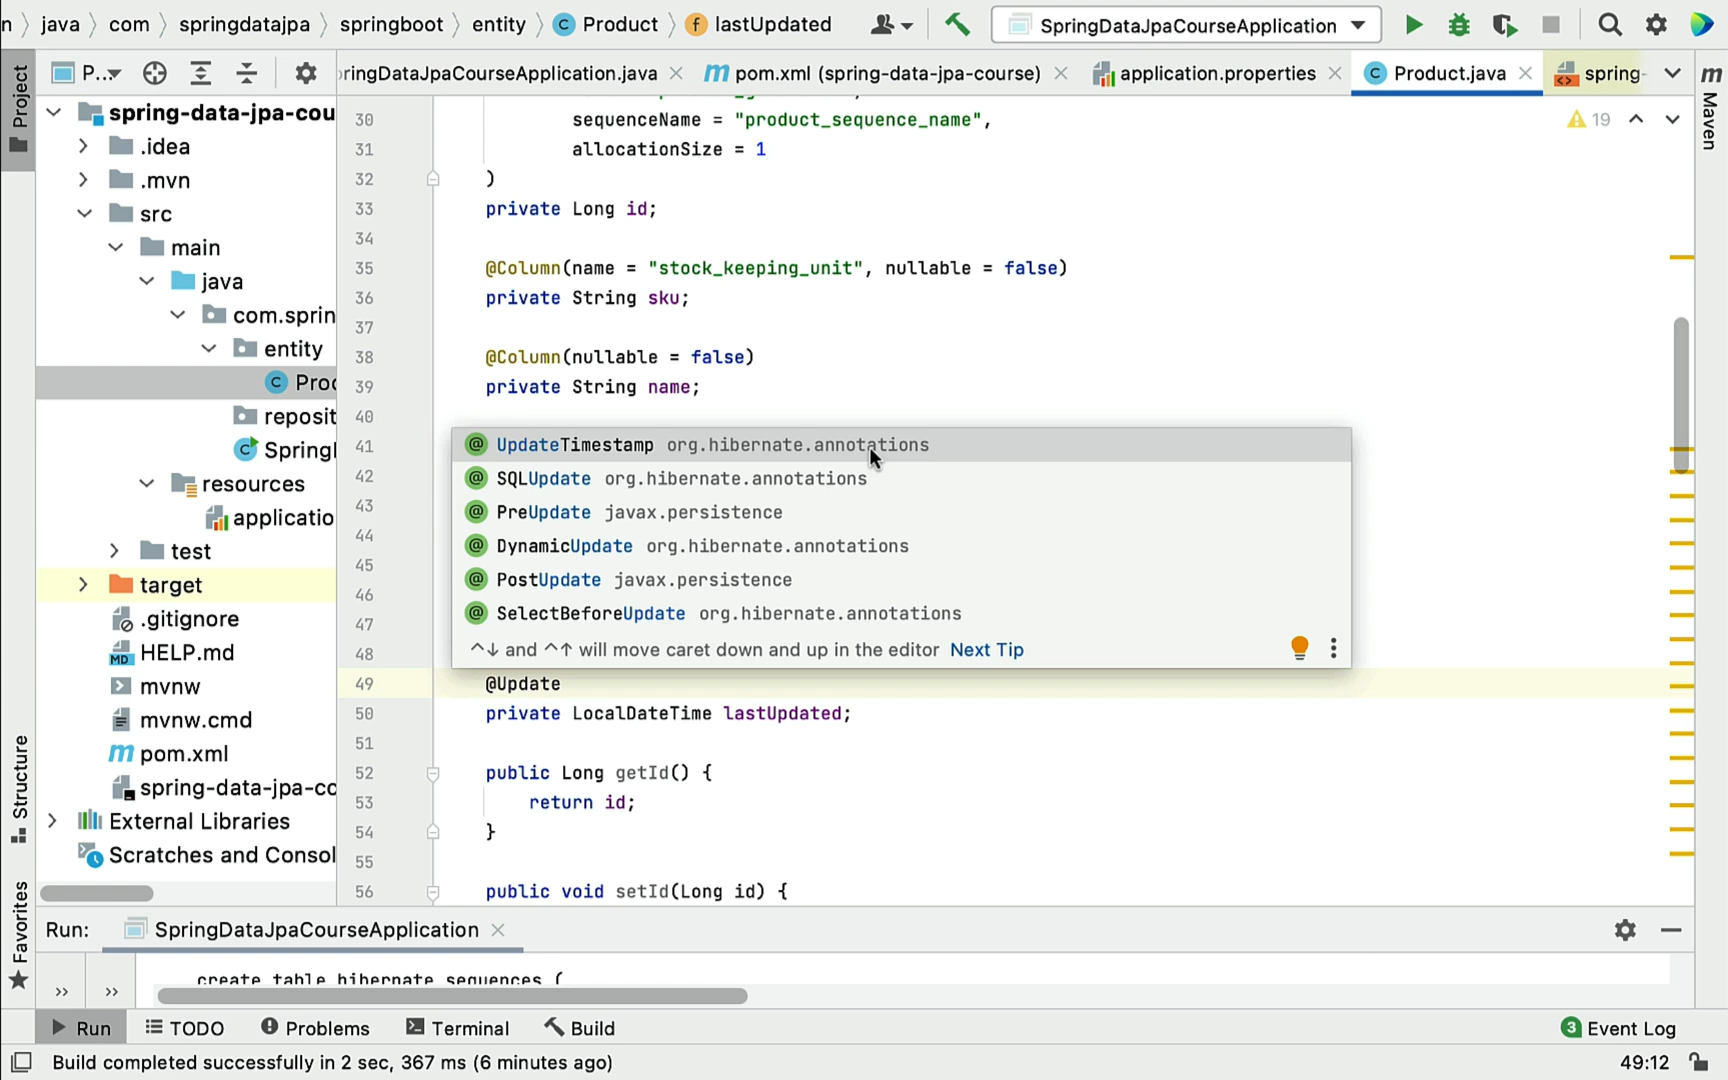 n java com springdatajpa springboot entity Product lastUpdated SpringDataJpaCourseApplication
P... ringDataJpaCourseApplication.java pom.xml (spring-data-jpa-course) application.properties Product.java spring-
Project
Maven
spring-data-jpa-cou
.idea
.mvn
src
main
java
com.sprin
entity
Proc
reposit
Spring
resources
applicatio
test
target
.gitignore
HELP.md
mvnw
mvnw.cmd
pom.xml
spring-data-jpa-cc
External Libraries
Scratches and Consol
Structure
Favorites
19
30 sequenceName = "product_sequence_name",
31 allocationSize = 1
32 )
33 private Long id;
34
35 @Column(name = "stock_keeping_unit", nullable = false)
36 private String sku;
37
38 @Column(nullable = false)
39 private String name;
40
41
42
43
44
45
46
47
48
UpdateTimestamp org.hibernate.annotations
SQLUpdate org.hibernate.annotations
PreUpdate javax.persistence
DynamicUpdate org.hibernate.annotations
PostUpdate javax.persistence
SelectBeforeUpdate org.hibernate.annotations
^↓ and ^↑ will move caret down and up in the editor Next Tip
49 @Update
50 private LocalDateTime lastUpdated;
51
52 public Long getId() {
53 return id;
54 }
55
56 public void setId(Long id) {
Run: SpringDataJpaCourseApplication
create table hibernate_sequences (
Run TODO Problems Terminal Build 3 Event Log
Build completed successfully in 2 sec, 367 ms (6 minutes ago) 49:12